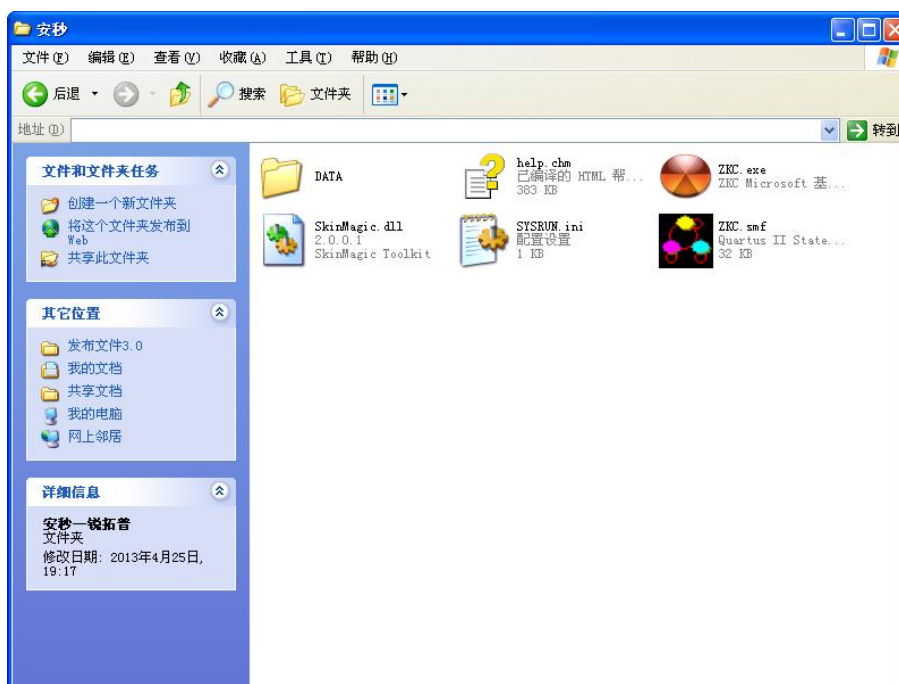 安秒
文件(F) 编辑(E) 查看(V) 收藏(A) 工具(T) 帮助(H)
后退 搜索 文件夹
地址(D) 转到
文件和文件夹任务
创建一个新文件夹
将这个文件夹发布到
Web
共享此文件夹
其它位置
发布文件3.0
我的文档
共享文档
我的电脑
网上邻居
详细信息
安秒—锐拓普
文件夹
修改日期: 2013年4月25日,
19:17
DATA
help.chm
已编译的 HTML 帮...
383 KB
ZKC.exe
ZKC Microsoft 基...
SkinMagic.dll
2.0.0.1
SkinMagic Toolkit
SYSRUN.ini
配置设置
1 KB
ZKC.smf
Quartus II State...
32 KB